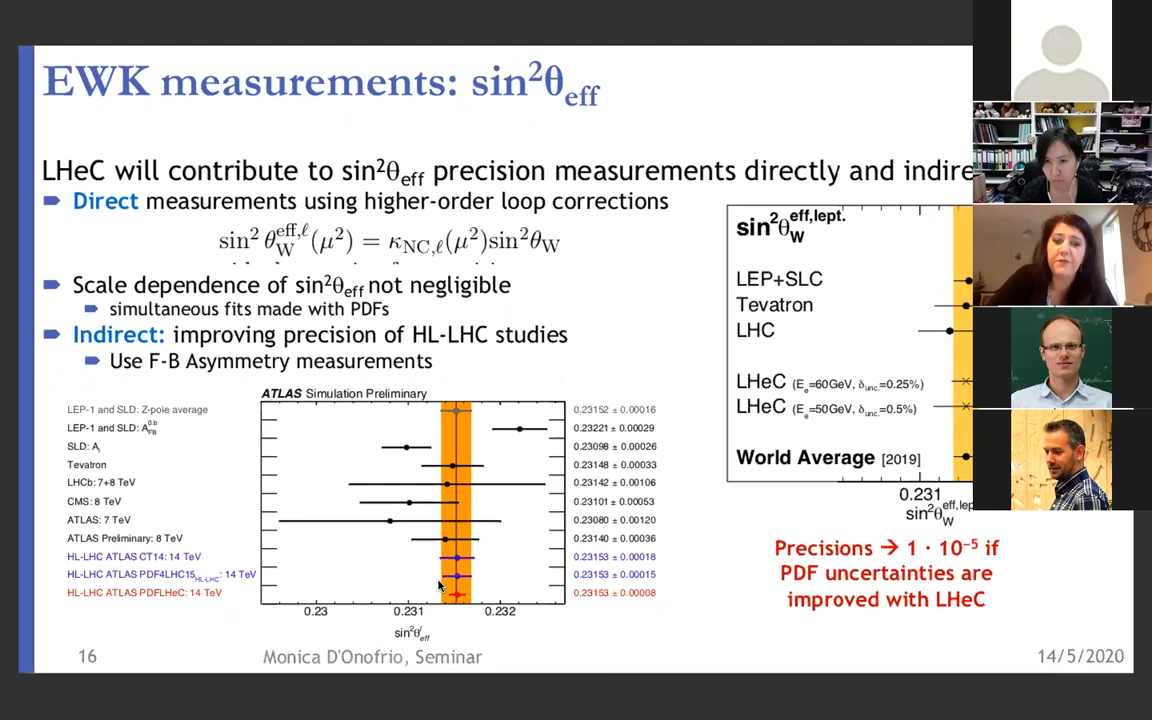 EWK measurements: sin²θeff
LHeC will contribute to sin²θeff precision measurements directly and indire
Direct measurements using higher-order loop corrections
sin² θ_W^{eff,ℓ}(μ²) = κ_{NC,ℓ}(μ²)sin²θ_W
Scale dependence of sin²θeff not negligible
simultaneous fits made with PDFs
Indirect: improving precision of HL-LHC studies
Use F-B Asymmetry measurements
ATLAS Simulation Preliminary
LEP-1 and SLD: Z-pole average 0.23152 ± 0.00016
LEP-1 and SLD: A_FB^{0,b} 0.23221 ± 0.00029
SLD: A_l 0.23098 ± 0.00026
Tevatron 0.23148 ± 0.00033
LHCb: 7+8 TeV 0.23142 ± 0.00106
CMS: 8 TeV 0.23101 ± 0.00053
ATLAS: 7 TeV 0.23080 ± 0.00120
ATLAS Preliminary: 8 TeV 0.23140 ± 0.00036
HL-LHC ATLAS CT14: 14 TeV 0.23153 ± 0.00018
HL-LHC ATLAS PDF4LHC15_{HL-LHC}: 14 TeV 0.23153 ± 0.00015
HL-LHC ATLAS PDFLHeC: 14 TeV 0.23153 ± 0.00008
0.23 0.231 0.232
sin²θ^l_eff
sin²θ_W^{eff,lept.}
LEP+SLC
Tevatron
LHC
LHeC (E_e=60GeV, δ_unc.=0.25%)
LHeC (E_e=50GeV, δ_unc.=0.5%)
World Average [2019]
0.231
sin²θ_W^{eff,lep
Precisions → 1 · 10⁻⁵ if
PDF uncertainties are
improved with LHeC
16 Monica D'Onofrio, Seminar 14/5/2020